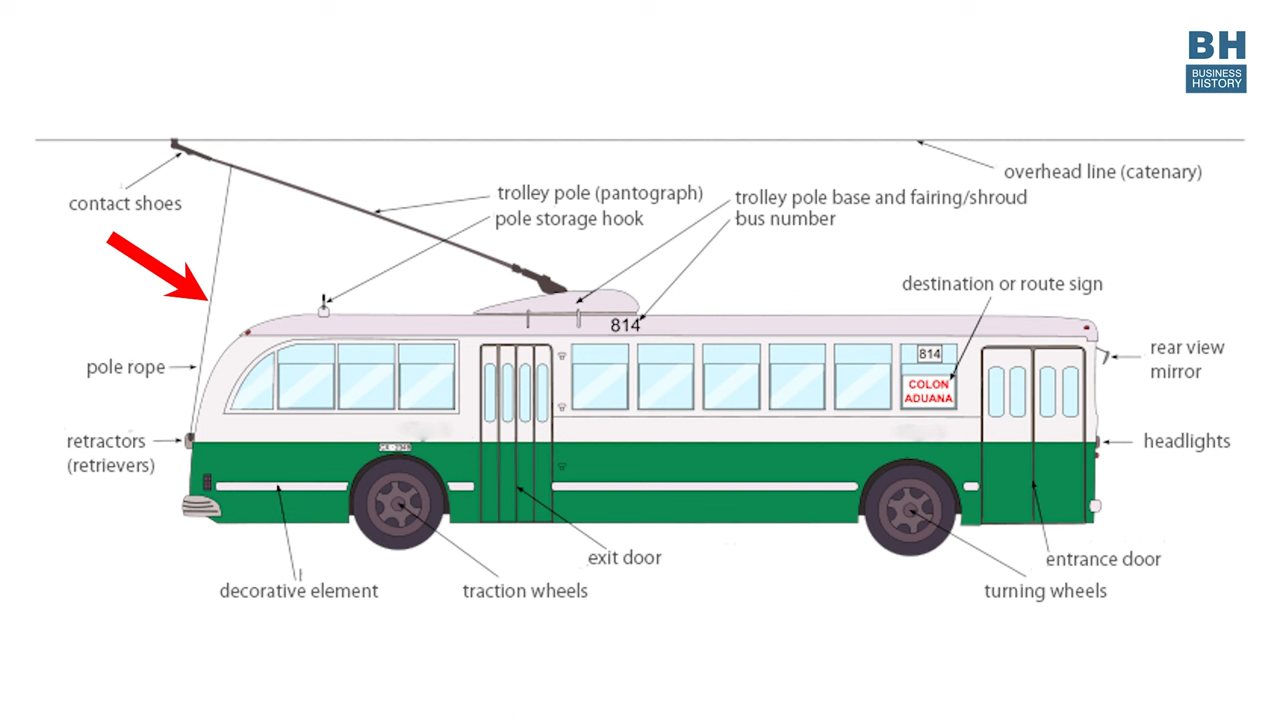 BH
BUSINESS
HISTORY
overhead line (catenary)
contact shoes
trolley pole (pantograph)
pole storage hook
trolley pole base and fairing/shroud
bus number
destination or route sign
814
814
COLON
ADUANA
rear view
mirror
pole rope
retractors
(retrievers)
headlights
exit door
entrance door
decorative element
traction wheels
turning wheels